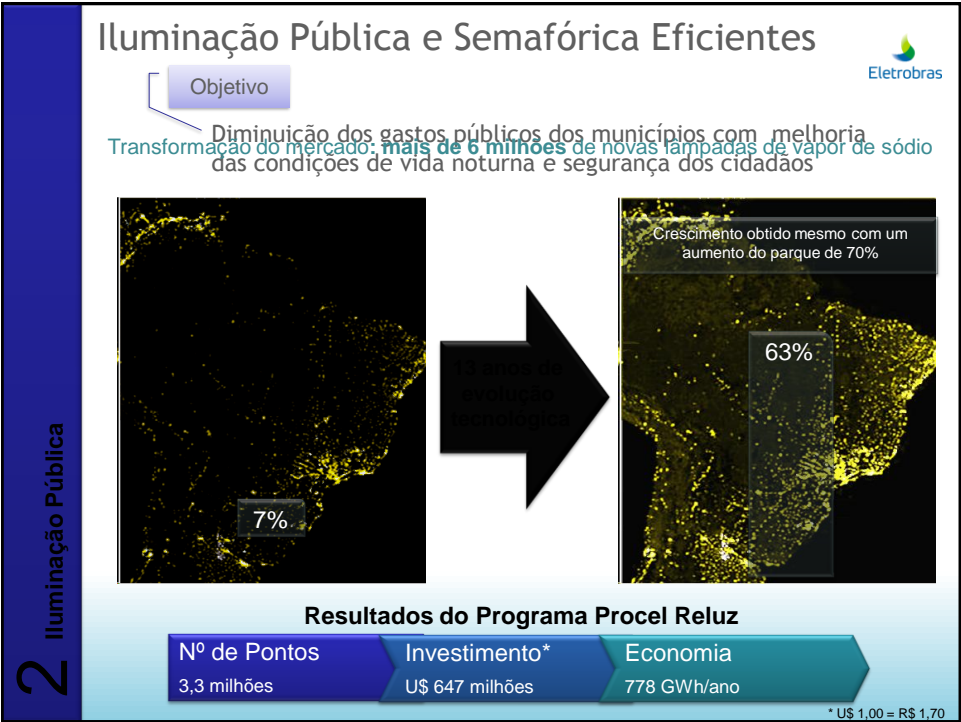 Iluminação Pública e Semafórica Eficientes
Eletrobras
Objetivo
Diminuição dos gastos públicos dos municípios com melhoria
das condições de vida noturna e segurança dos cidadãos
Transformação do mercado: mais de 6 milhões de novas lâmpadas de vapor de sódio
Crescimento obtido mesmo com um
aumento do parque de 70%
13 anos de
evolução
tecnológica
63%
7%
Resultados do Programa Procel Reluz
Nº de Pontos
3,3 milhões
Investimento*
U$ 647 milhões
Economia
778 GWh/ano
* U$ 1,00 = R$ 1,70
2
Iluminação Pública